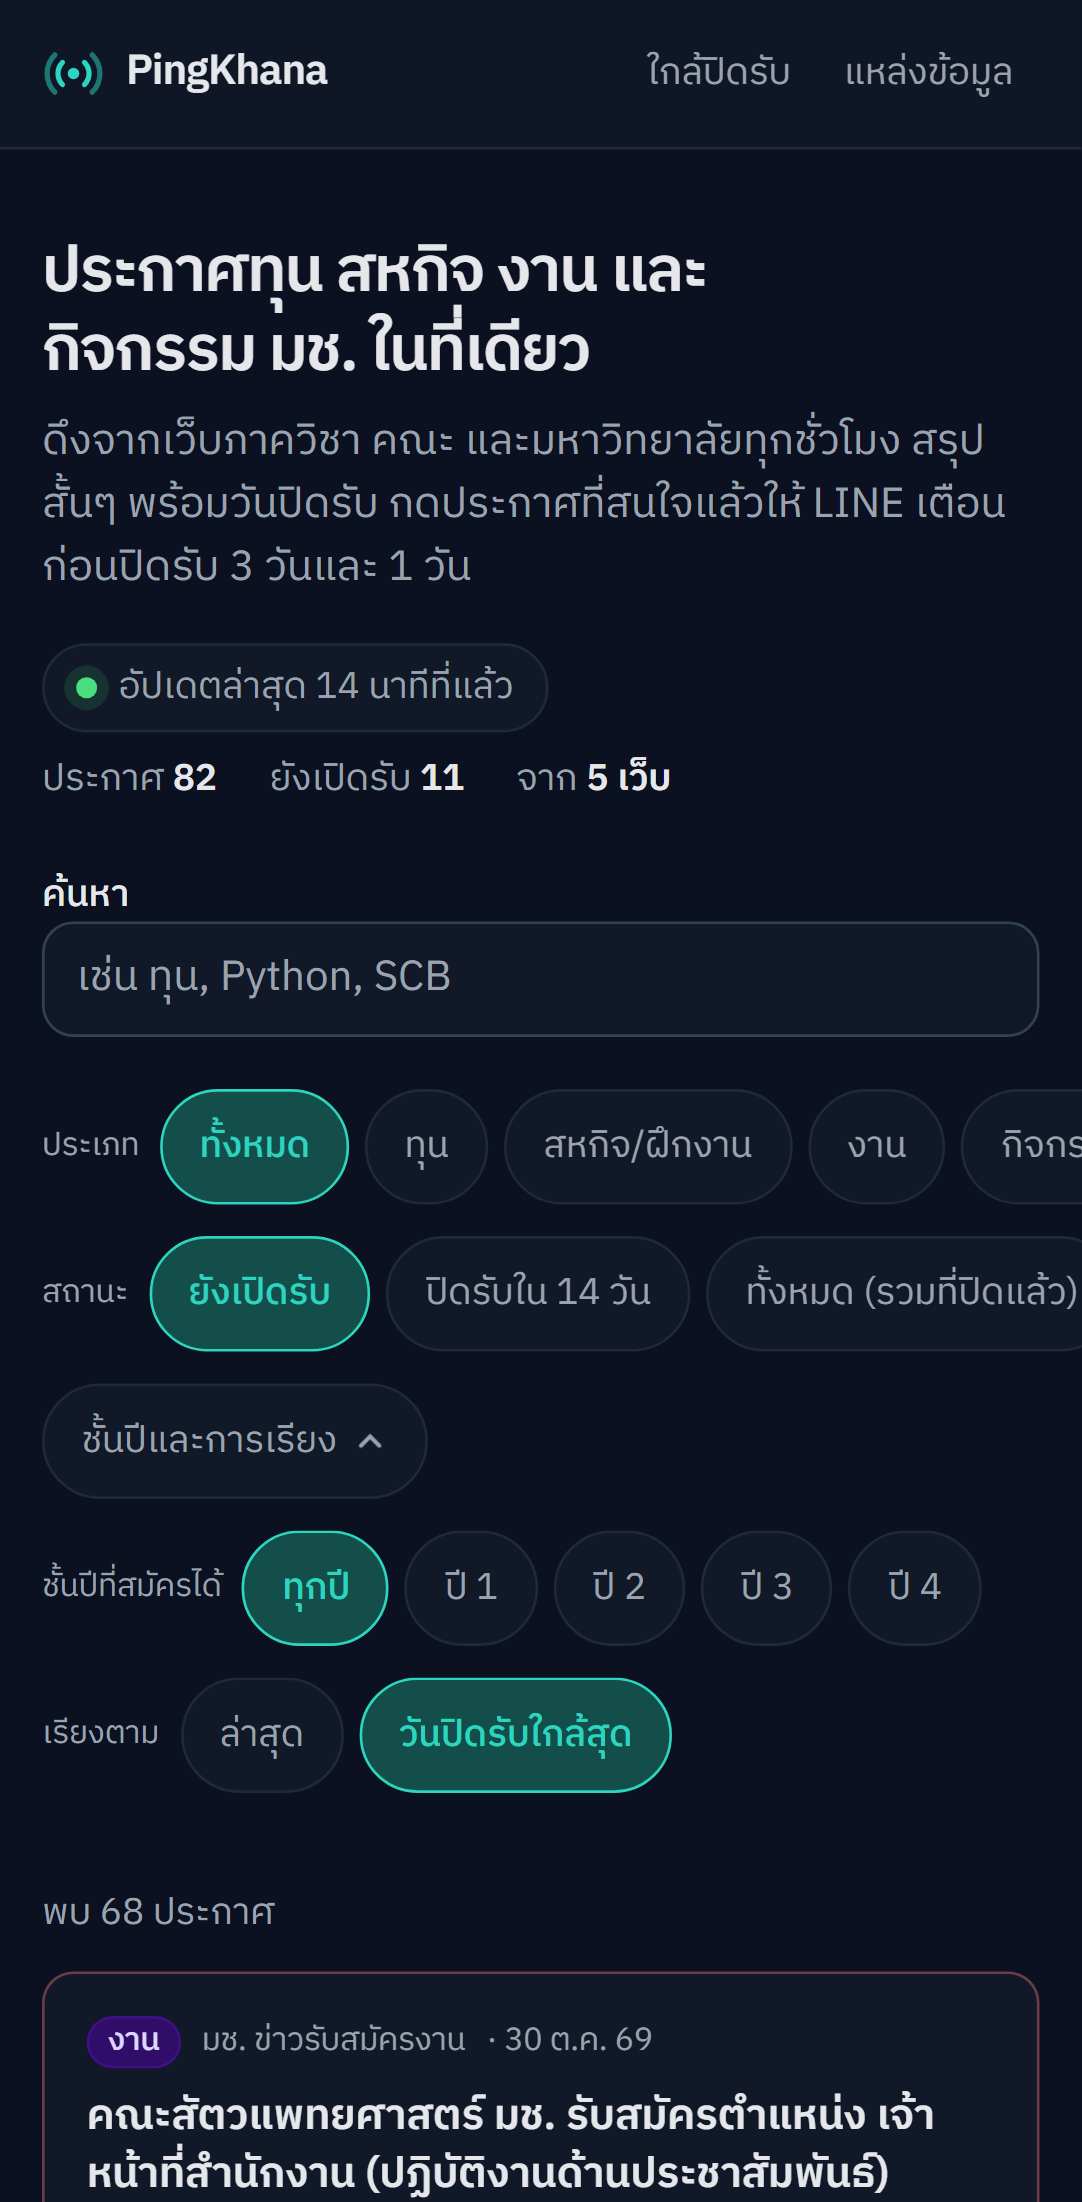 PingKhana ใกล้ปิดรับ แหล่งข้อมูล
ประกาศทุน สหกิจ งาน และ
กิจกรรม มช. ในที่เดียว
ดึงจากเว็บภาควิชา คณะ และมหาวิทยาลัยทุกชั่วโมง สรุป
สั้นๆ พร้อมวันปิดรับ กดประกาศที่สนใจแล้วให้ LINE เตือน
ก่อนปิดรับ 3 วันและ 1 วัน
อัปเดตล่าสุด 14 นาทีที่แล้ว
ประกาศ 82 ยังเปิดรับ 11 จาก 5 เว็บ
ค้นหา
เช่น ทุน, Python, SCB
ประเภท ทั้งหมด ทุน สหกิจ/ฝึกงาน งาน กิจกร
สถานะ ยังเปิดรับ ปิดรับใน 14 วัน ทั้งหมด (รวมที่ปิดแล้ว)
ชั้นปีและการเรียง
ชั้นปีที่สมัครได้ ทุกปี ปี 1 ปี 2 ปี 3 ปี 4
เรียงตาม ล่าสุด วันปิดรับใกล้สุด
พบ 68 ประกาศ
งาน มช. ข่าวรับสมัครงาน · 30 ต.ค. 69
คณะสัตวแพทยศาสตร์ มช. รับสมัครตำแหน่ง เจ้า
หน้าที่สำนักงาน (ปฏิบัติงานด้านประชาสัมพันธ์)